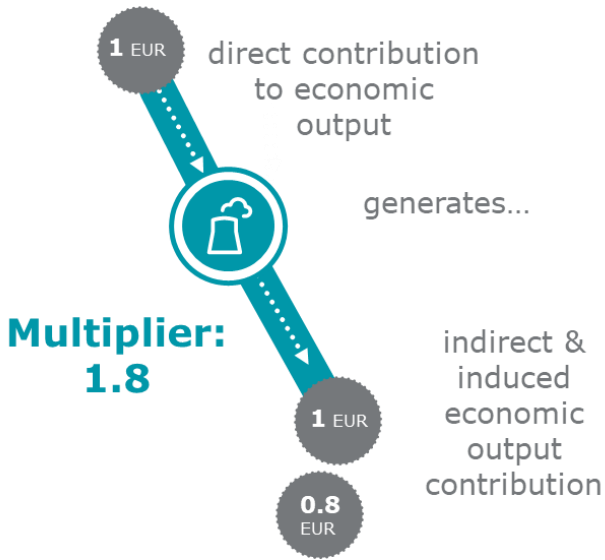 1 EUR
direct contribution
to economic
output
generates...
Multiplier:
1.8
indirect &
induced
economic
output
contribution
1 EUR
0.8
EUR